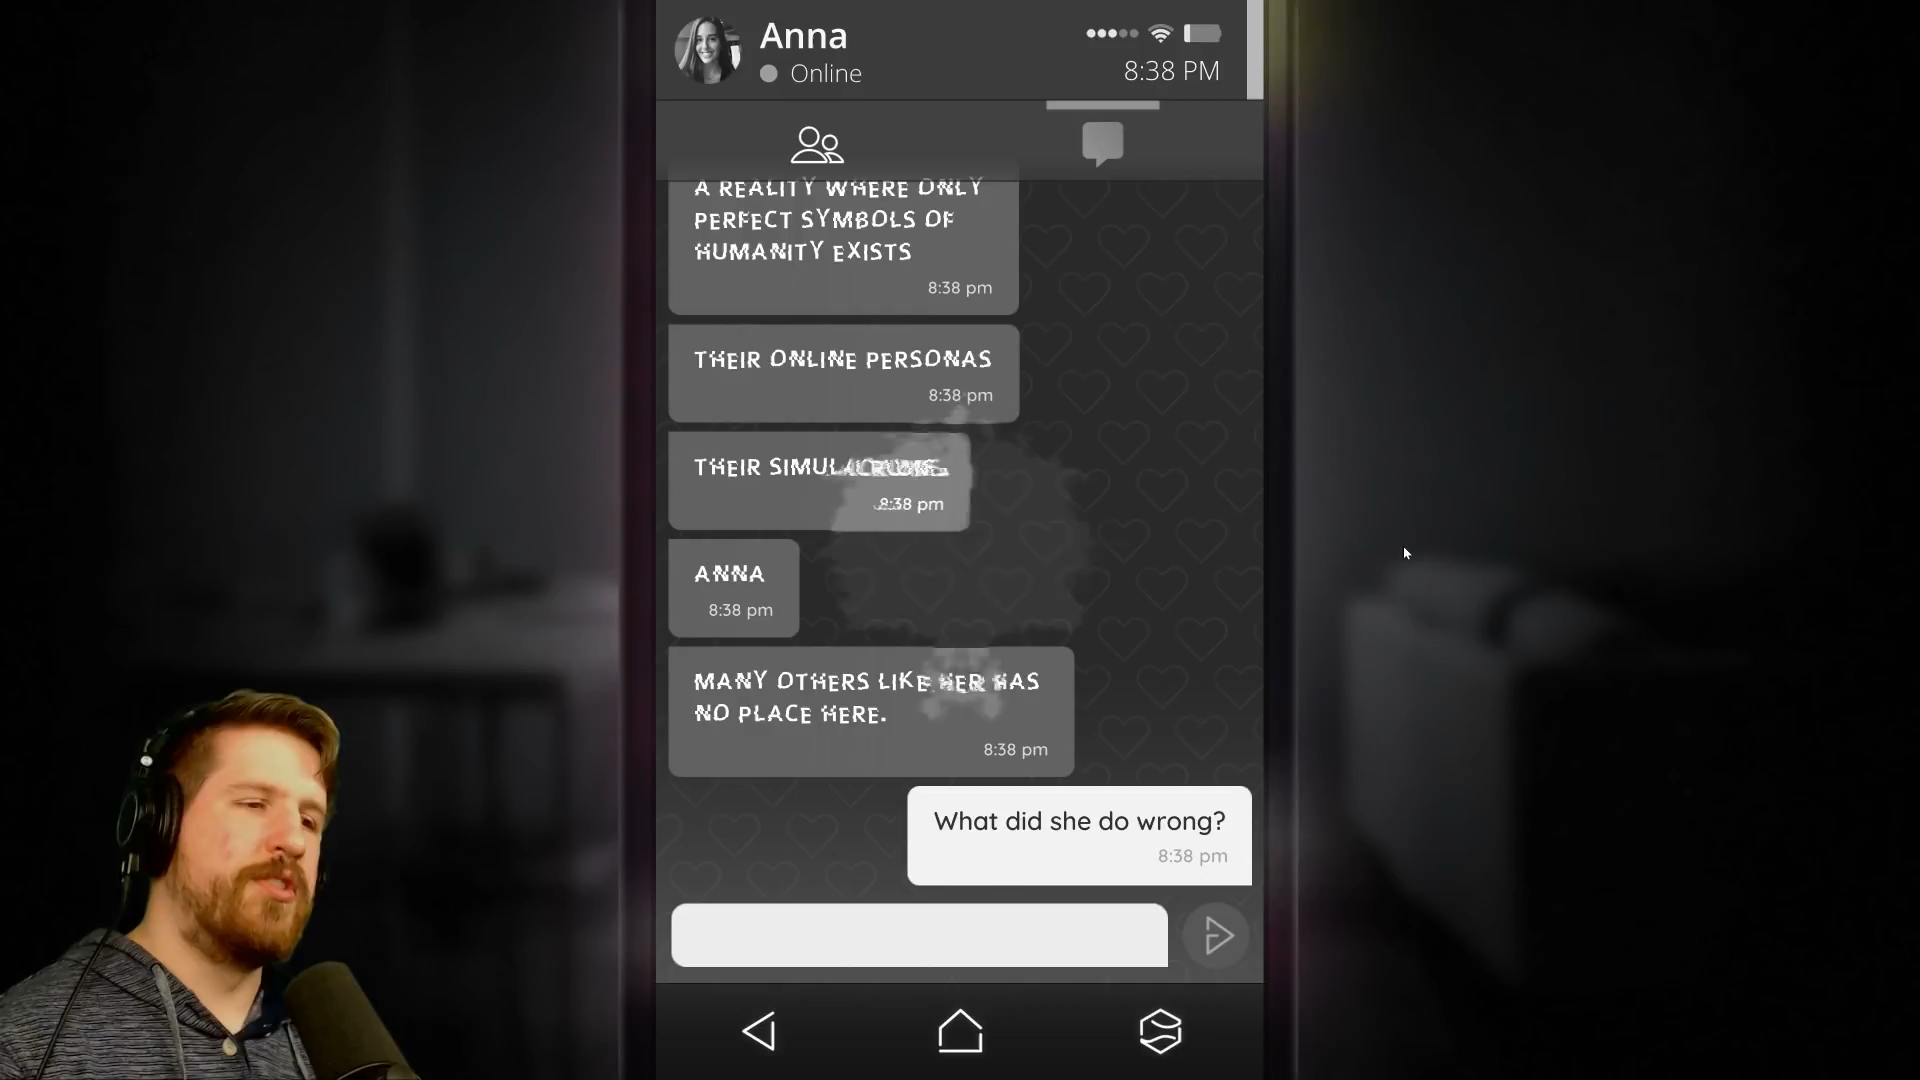 Anna
Online
8:38 PM
A REALITY WHERE ONLY
PERFECT SYMBOLS OF
HUMANITY EXISTS
8:38 pm
THEIR ONLINE PERSONAS
8:38 pm
THEIR
8:38 pm
ANNA
8:38 pm
MANY OTHERS LIKE HER HAS
NO PLACE HERE.
8:38 pm
What did she do wrong?
8:38 pm